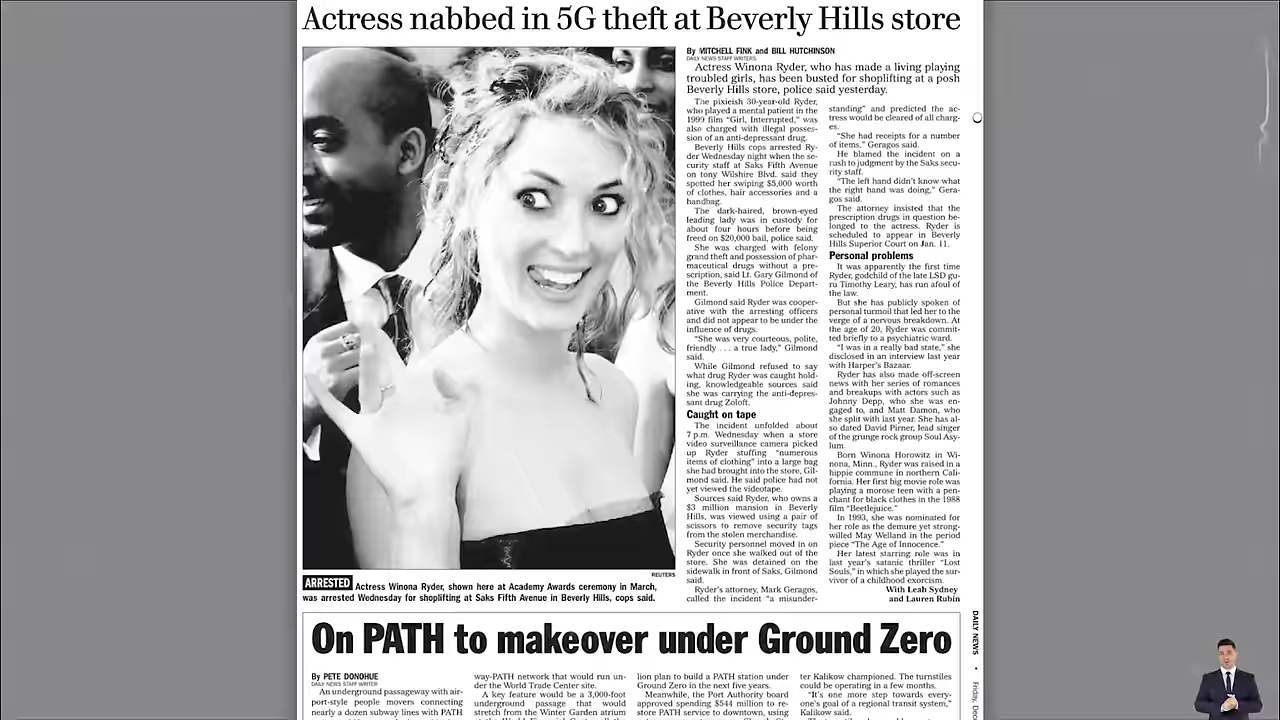 Actress nabbed in 5G theft at Beverly Hills store
By MITCHELL FINK and BILL HUTCHINSON
DAILY NEWS STAFF WRITERS
Actress Winona Ryder, who has made a living playing
troubled girls, has been busted for shoplifting at a posh
Beverly Hills store, police said yesterday.
The pixieish 30-year-old Ryder,
who played a mental patient in the
1999 film “Girl, Interrupted,” was
also charged with illegal posses-
sion of an anti-depressant drug.
Beverly Hills cops arrested Ry-
der Wednesday night when the se-
curity staff at Saks Fifth Avenue
on tony Wilshire Blvd. said they
spotted her swiping $5,000 worth
of clothes, hair accessories and a
handbag.
The dark-haired, brown-eyed
leading lady was in custody for
about four hours before being
freed on $20,000 bail, police said.
She was charged with felony
grand theft and possession of phar-
maceutical drugs without a pre-
scription, said Lt. Gary Gilmond of
the Beverly Hills Police Depart-
ment.
Gilmond said Ryder was cooper-
ative with the arresting officers
and did not appear to be under the
influence of drugs.
“She was very courteous, polite,
friendly . . . a true lady,” Gilmond
said.
While Gilmond refused to say
what drug Ryder was caught hold-
ing, knowledgeable sources said
she was carrying the anti-depres-
sant drug Zoloft.
Caught on tape
The incident unfolded about
7 p.m. Wednesday when a store
video surveillance camera picked
up Ryder stuffing “numerous
items of clothing” into a large bag
she had brought into the store, Gil-
mond said. He said police had not
yet viewed the videotape.
Sources said Ryder, who owns a
$3 million mansion in Beverly
Hills, was viewed using a pair of
scissors to remove security tags
from the stolen merchandise.
Security personnel moved in on
Ryder once she walked out of the
store. She was detained on the
sidewalk in front of Saks, Gilmond
said.
Ryder's attorney, Mark Geragos,
called the incident “a misunder-
standing” and predicted the ac-
tress would be cleared of all charg-
es.
“She had receipts for a number
of items,” Geragos said.
He blamed the incident on a
rush to judgment by the Saks secu-
rity staff.
“The left hand didn't know what
the right hand was doing,” Gera-
gos said.
The attorney insisted that the
prescription drugs in question be-
longed to the actress. Ryder is
scheduled to appear in Beverly
Hills Superior Court on Jan. 11.
Personal problems
It was apparently the first time
Ryder, godchild of the late LSD gu-
ru Timothy Leary, has run afoul of
the law.
But she has publicly spoken of
personal turmoil that led her to the
verge of a nervous breakdown. At
the age of 20, Ryder was commit-
ted briefly to a psychiatric ward.
“I was in a really bad state,” she
disclosed in an interview last year
with Harper's Bazaar.
Ryder has also made off-screen
news with her series of romances
and breakups with actors such as
Johnny Depp, who she was en-
gaged to, and Matt Damon, who
she split with last year. She has al-
so dated David Pirner, lead singer
of the grunge rock group Soul Asy-
lum.
Born Winona Horowitz in Wi-
nona, Minn., Ryder was raised in a
hippie commune in northern Cali-
fornia. Her first big movie role was
playing a morose teen with a pen-
chant for black clothes in the 1988
film “Beetlejuice.”
In 1993, she was nominated for
her role as the demure yet strong-
willed May Welland in the period
piece “The Age of Innocence.”
Her latest starring role was in
last year's satanic thriller “Lost
Souls,” in which she played the sur-
vivor of a childhood exorcism.
With Leah Sydney
and Lauren Rubin
REUTERS
ARRESTED Actress Winona Ryder, shown here at Academy Awards ceremony in March,
was arrested Wednesday for shoplifting at Saks Fifth Avenue in Beverly Hills, cops said.
On PATH to makeover under Ground Zero
By PETE DONOHUE
DAILY NEWS STAFF WRITER
An underground passageway with air-
port-style people movers connecting
nearly a dozen subway lines with PATH
way-PATH network that would run un-
der the World Trade Center site.
A key feature would be a 3,000-foot
underground passage that would
stretch from the Winter Garden atrium
lion plan to build a PATH station under
Ground Zero in the next five years.
Meanwhile, the Port Authority board
approved spending $544 million to re-
store PATH service to downtown, using
ter Kalikow championed. The turnstiles
could be operating in a few months.
“It's one more step towards every-
one's goal of a regional transit system,”
Kalikow said.
DAILY NEWS • Friday, Dec